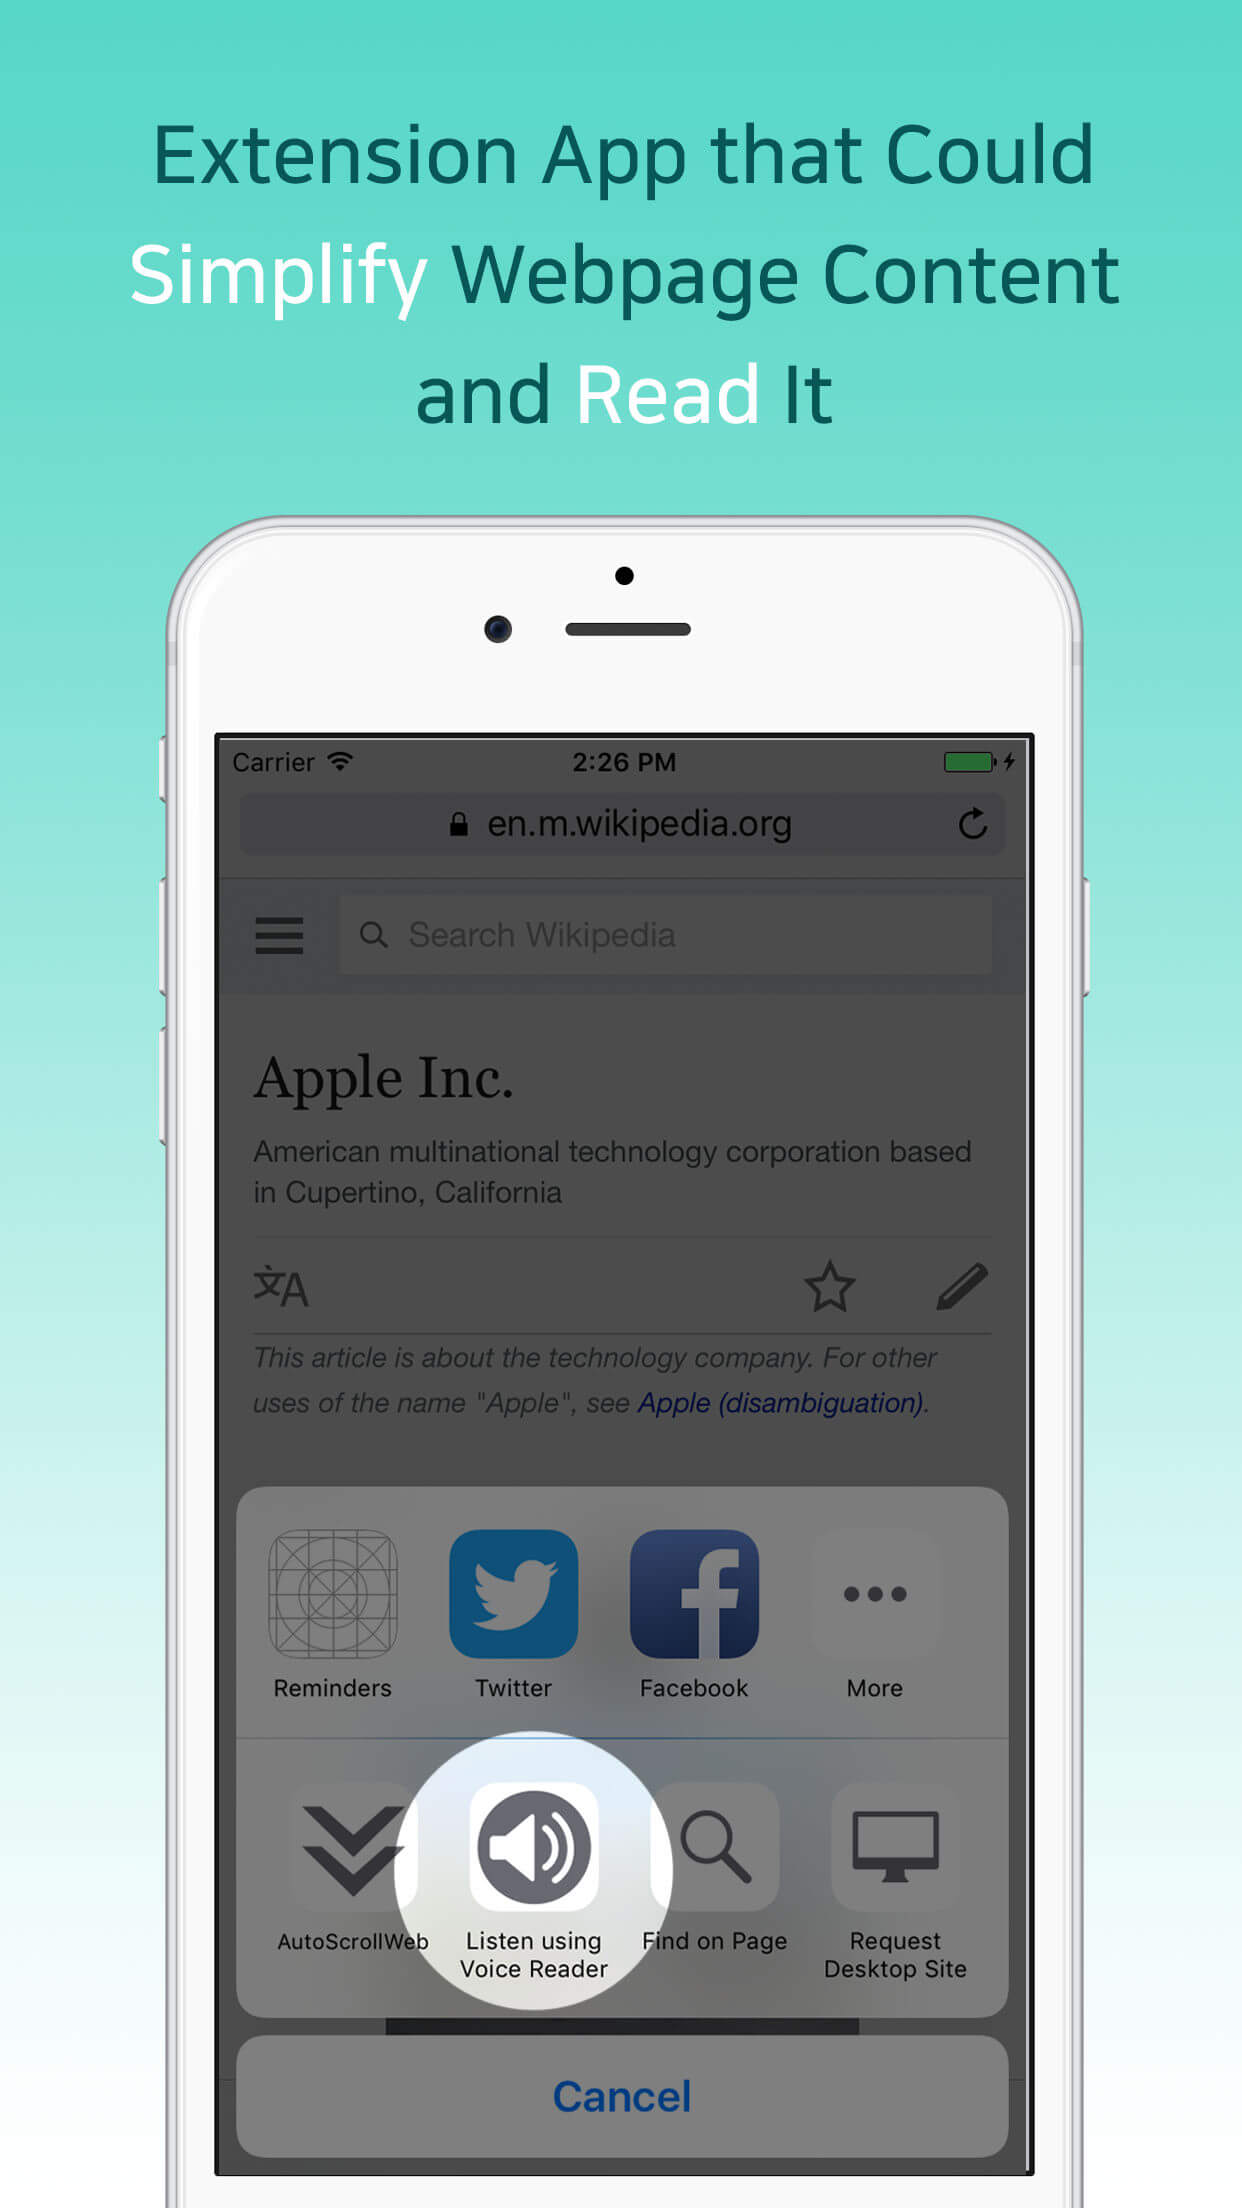 Extension App that Could
Simplify Webpage Content
and Read It
Carrier 2:26 PM
en.m.wikipedia.org
Search Wikipedia
Apple Inc.
American multinational technology corporation based
in Cupertino, California
文A
This article is about the technology company. For other
uses of the name "Apple", see Apple (disambiguation).
Reminders Twitter Facebook More
AutoScrollWeb Listen using Find on Page Request
Voice Reader Desktop Site
Cancel